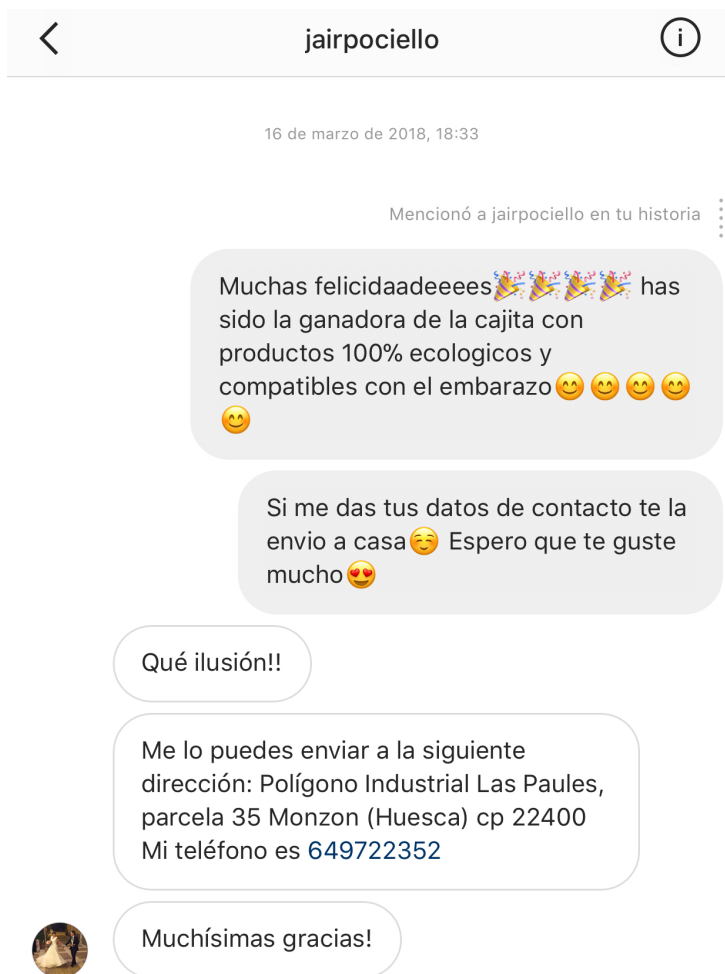 jairpociello
16 de marzo de 2018, 18:33
Mencionó a jairpociello en tu historia
Muchas felicidaadeeees🎉🎉🎉🎉 has
sido la ganadora de la cajita con
productos 100% ecologicos y
compatibles con el embarazo😊😊😊😊
😊
Si me das tus datos de contacto te la
envio a casa☺️ Espero que te guste
mucho😍
Qué ilusión!!
Me lo puedes enviar a la siguiente
dirección: Polígono Industrial Las Paules,
parcela 35 Monzon (Huesca) cp 22400
Mi teléfono es 649722352
Muchísimas gracias!